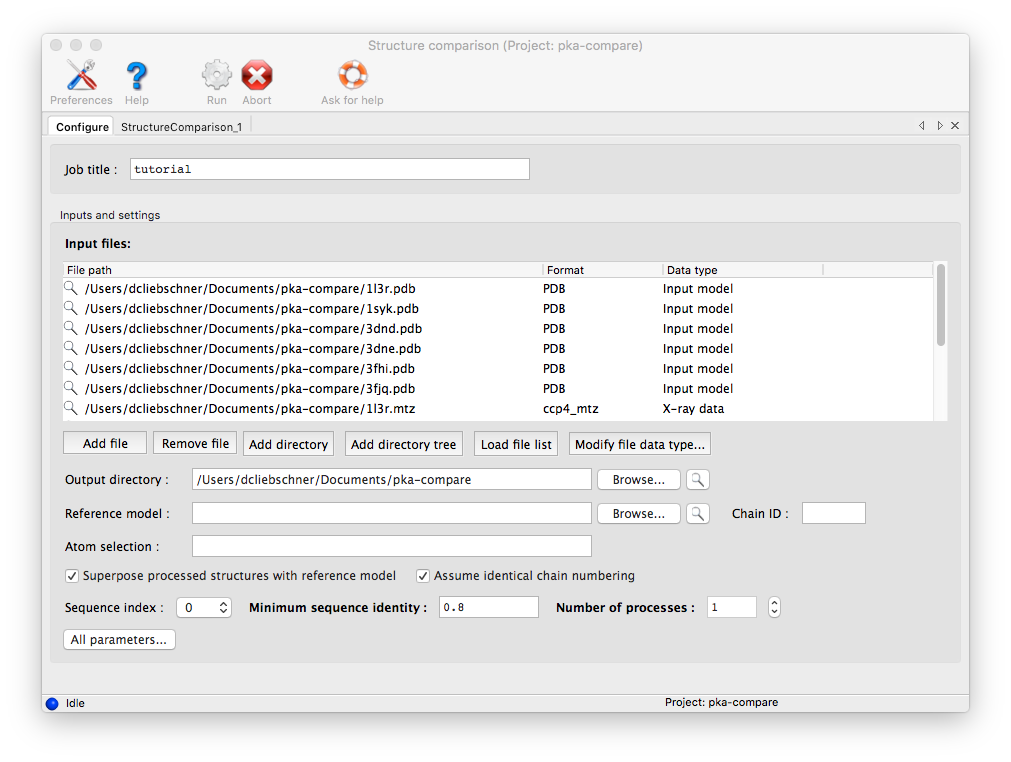 Structure comparison (Project: pka-compare)
Preferences Help Run Abort Ask for help
Configure StructureComparison_1
Job title : tutorial
Inputs and settings
Input files:
File path Format Data type
/Users/dcliebschner/Documents/pka-compare/1l3r.pdb PDB Input model
/Users/dcliebschner/Documents/pka-compare/1syk.pdb PDB Input model
/Users/dcliebschner/Documents/pka-compare/3dnd.pdb PDB Input model
/Users/dcliebschner/Documents/pka-compare/3dne.pdb PDB Input model
/Users/dcliebschner/Documents/pka-compare/3fhi.pdb PDB Input model
/Users/dcliebschner/Documents/pka-compare/3fjq.pdb PDB Input model
/Users/dcliebschner/Documents/pka-compare/1l3r.mtz ccp4_mtz X-ray data
Add file Remove file Add directory Add directory tree Load file list Modify file data type...
Output directory : /Users/dcliebschner/Documents/pka-compare Browse...
Reference model : Browse... Chain ID :
Atom selection :
Superpose processed structures with reference model Assume identical chain numbering
Sequence index : 0 Minimum sequence identity : 0.8 Number of processes : 1
All parameters...
Idle Project: pka-compare